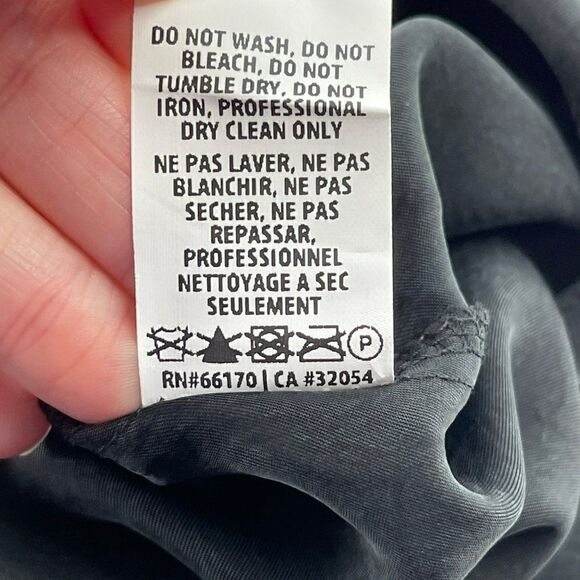 DO NOT WASH, DO NOT
BLEACH, DO NOT
TUMBLE DRY, DO NOT
IRON, PROFESSIONAL
DRY CLEAN ONLY
NE PAS LAVER, NE PAS
BLANCHIR, NE PAS
SECHER, NE PAS
REPASSAR,
PROFESSIONNEL
NETTOYAGE A SEC
SEULEMENT
P
RN#66170 | CA #32054